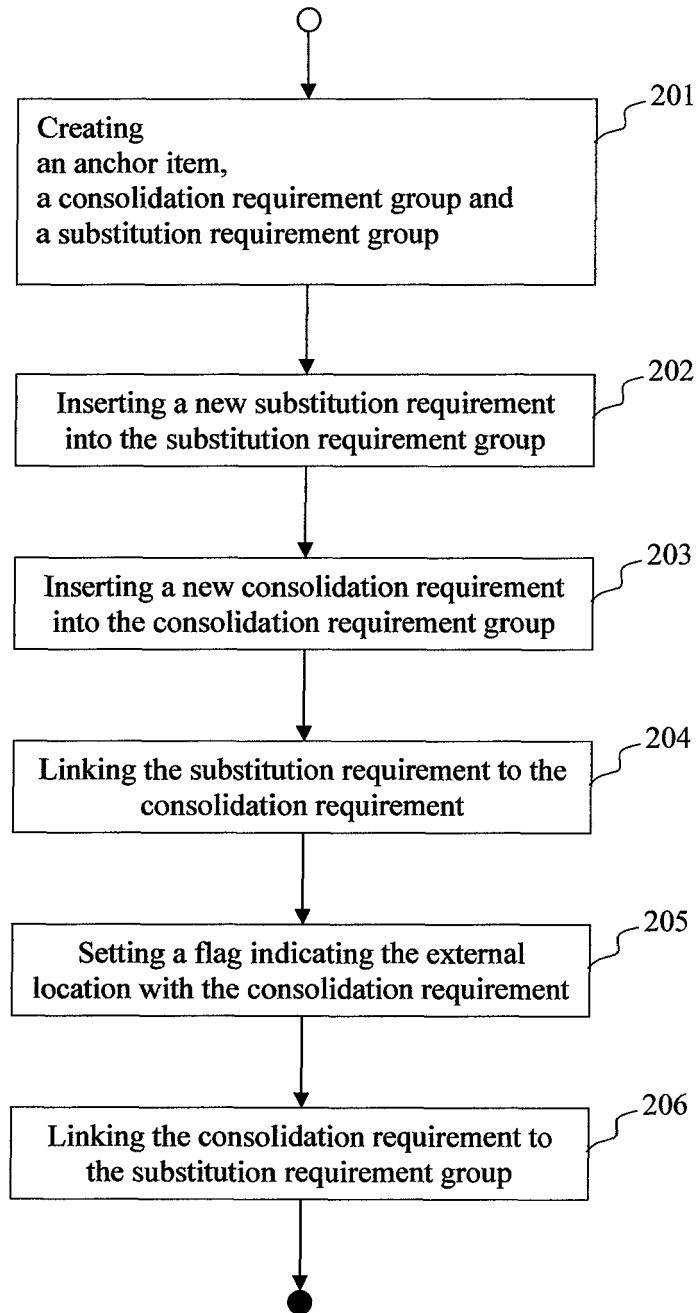 201
Creating
an anchor item,
a consolidation requirement group and
a substitution requirement group
202
Inserting a new substitution requirement
into the substitution requirement group
203
Inserting a new consolidation requirement
into the consolidation requirement group
204
Linking the substitution requirement to the
consolidation requirement
205
Setting a flag indicating the external
location with the consolidation requirement
206
Linking the consolidation requirement to
the substitution requirement group